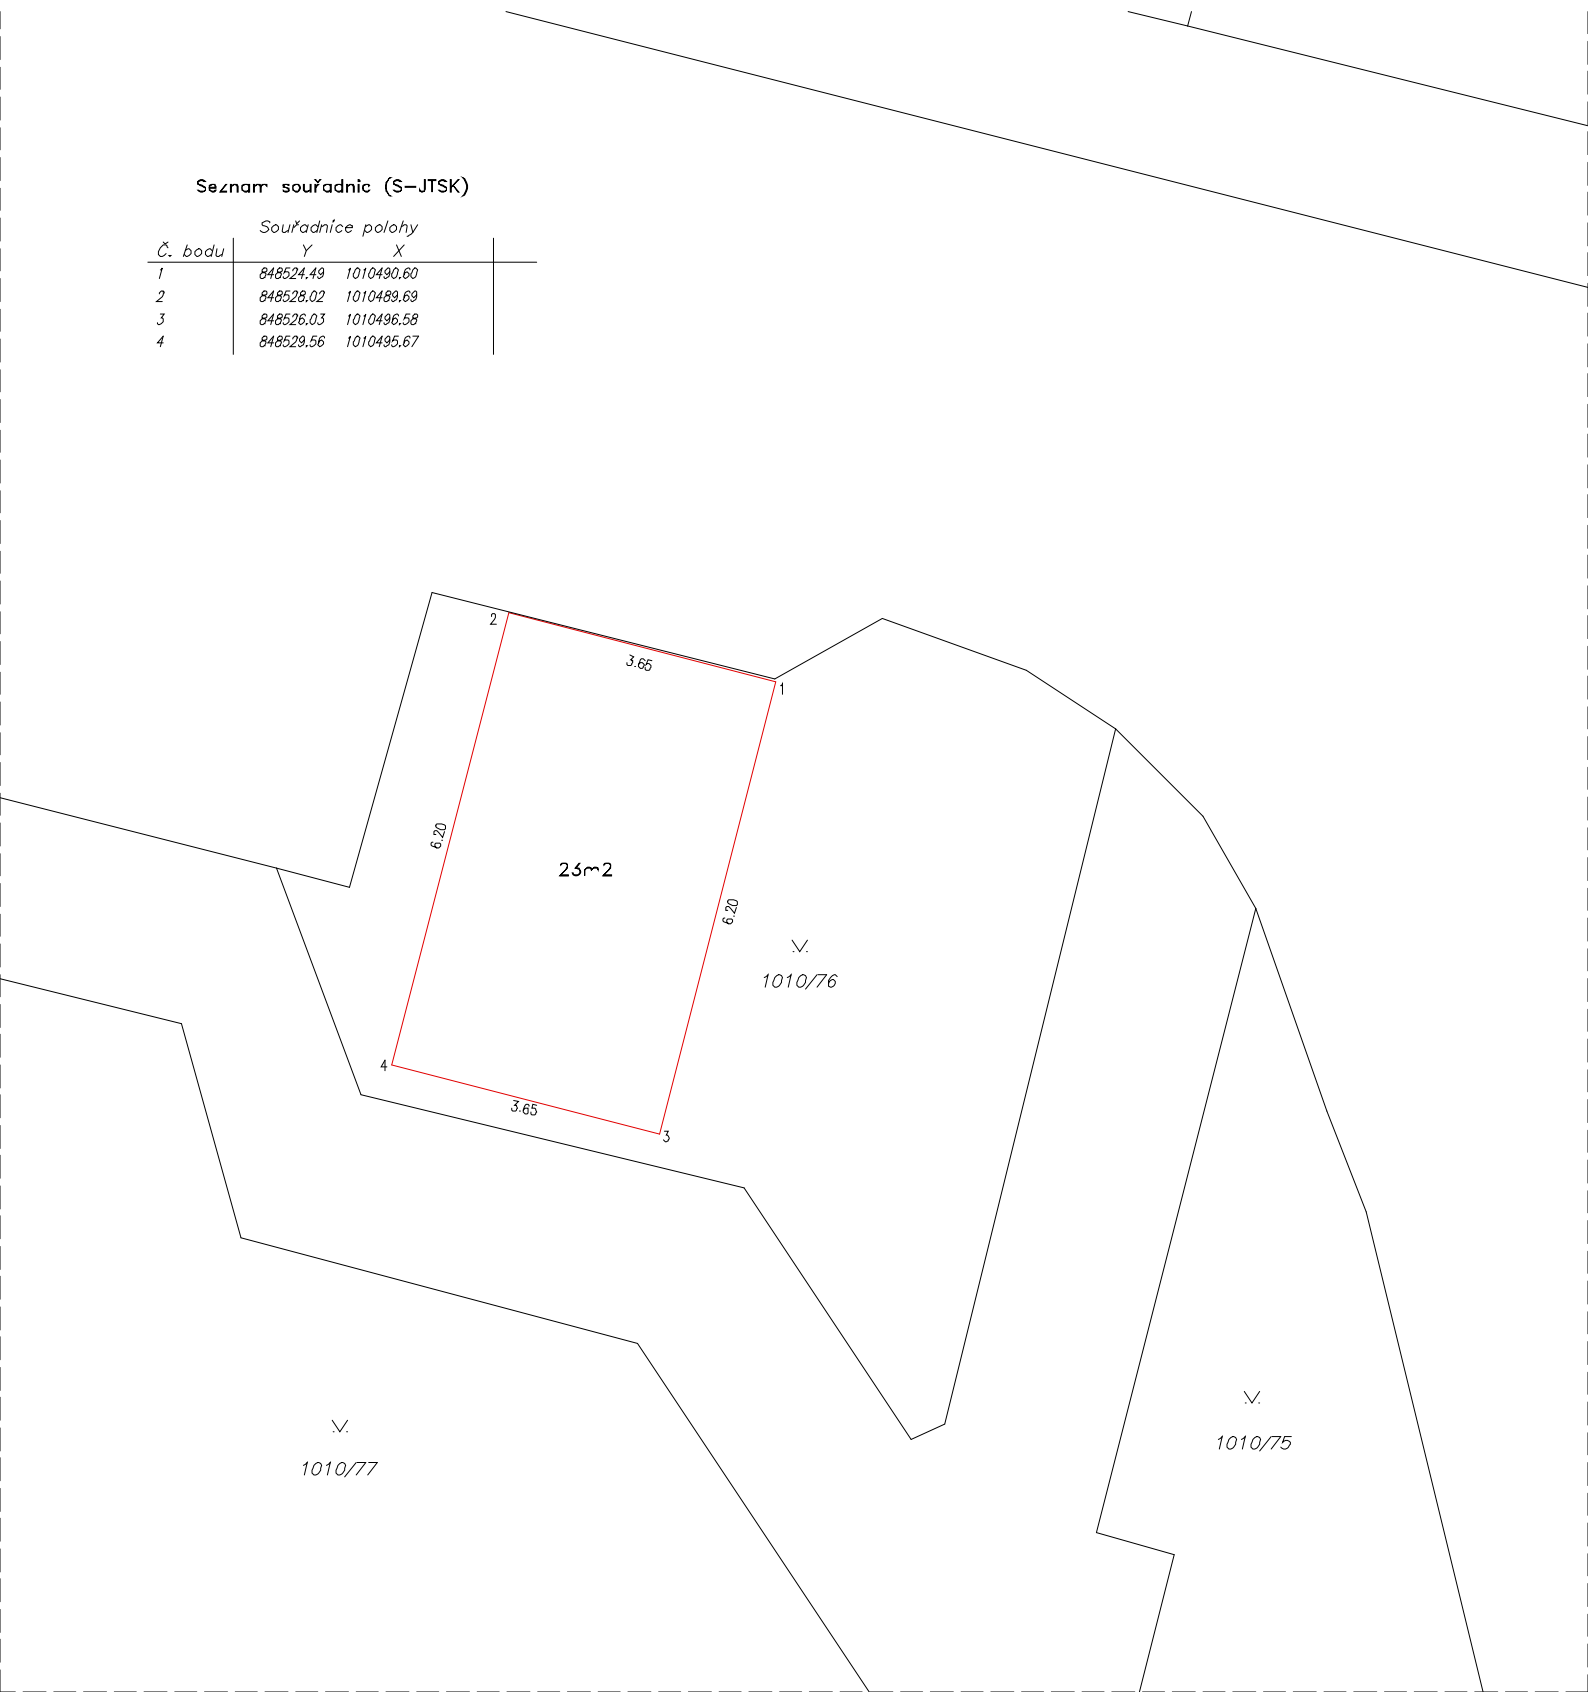 Seznam souřadnic (S-JTSK)
Souřadnice polohy
Č. bodu Y X
1 848524.49 1010490.60
2 848528.02 1010489.69
3 848526.03 1010496.58
4 848529.56 1010495.67
2
3.65
1
6.20
23m2
6.20
1010/76
4
3.65
3
1010/75
1010/77